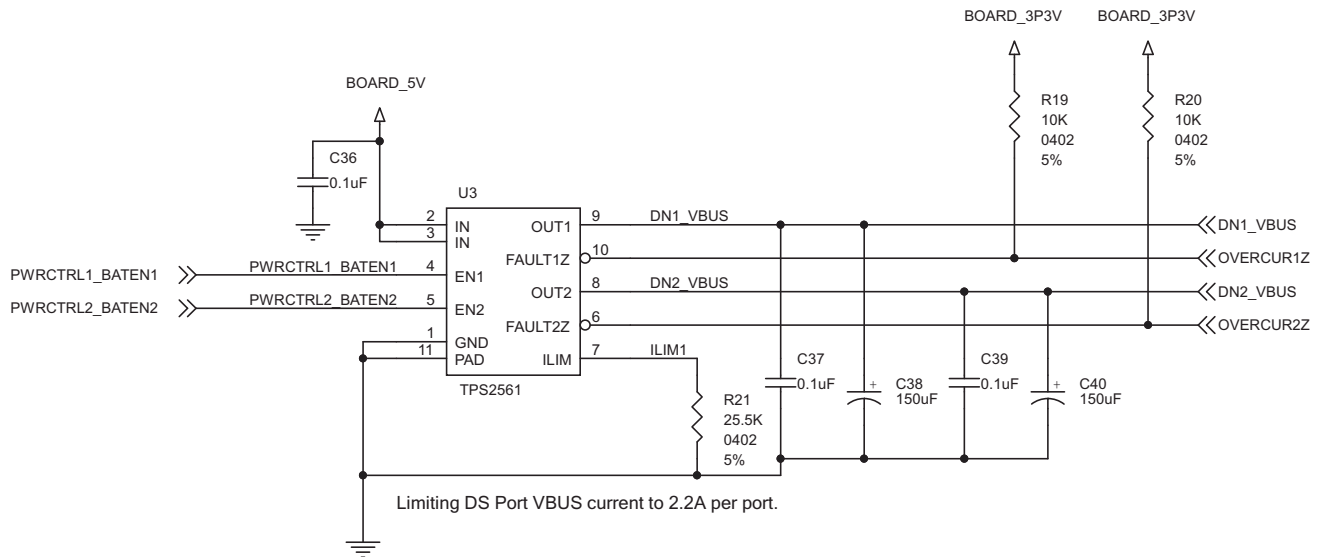 BOARD_3P3V
BOARD_3P3V
BOARD_5V
R19
10K
0402
5%
R20
10K
0402
5%
C36
0.1uF
U3
2
IN
3
IN
4
EN1
5
EN2
1
GND
11
PAD
OUT1
9
FAULT1Z
10
OUT2
8
FAULT2Z
6
ILIM
7
TPS2561
PWRCTRL1_BATEN1
PWRCTRL1_BATEN1
PWRCTRL2_BATEN2
PWRCTRL2_BATEN2
DN1_VBUS
DN1_VBUS
OVERCUR1Z
DN2_VBUS
DN2_VBUS
OVERCUR2Z
ILIM1
R21
25.5K
0402
5%
C37
0.1uF
+
C38
150uF
C39
0.1uF
+
C40
150uF
Limiting DS Port VBUS current to 2.2A per port.